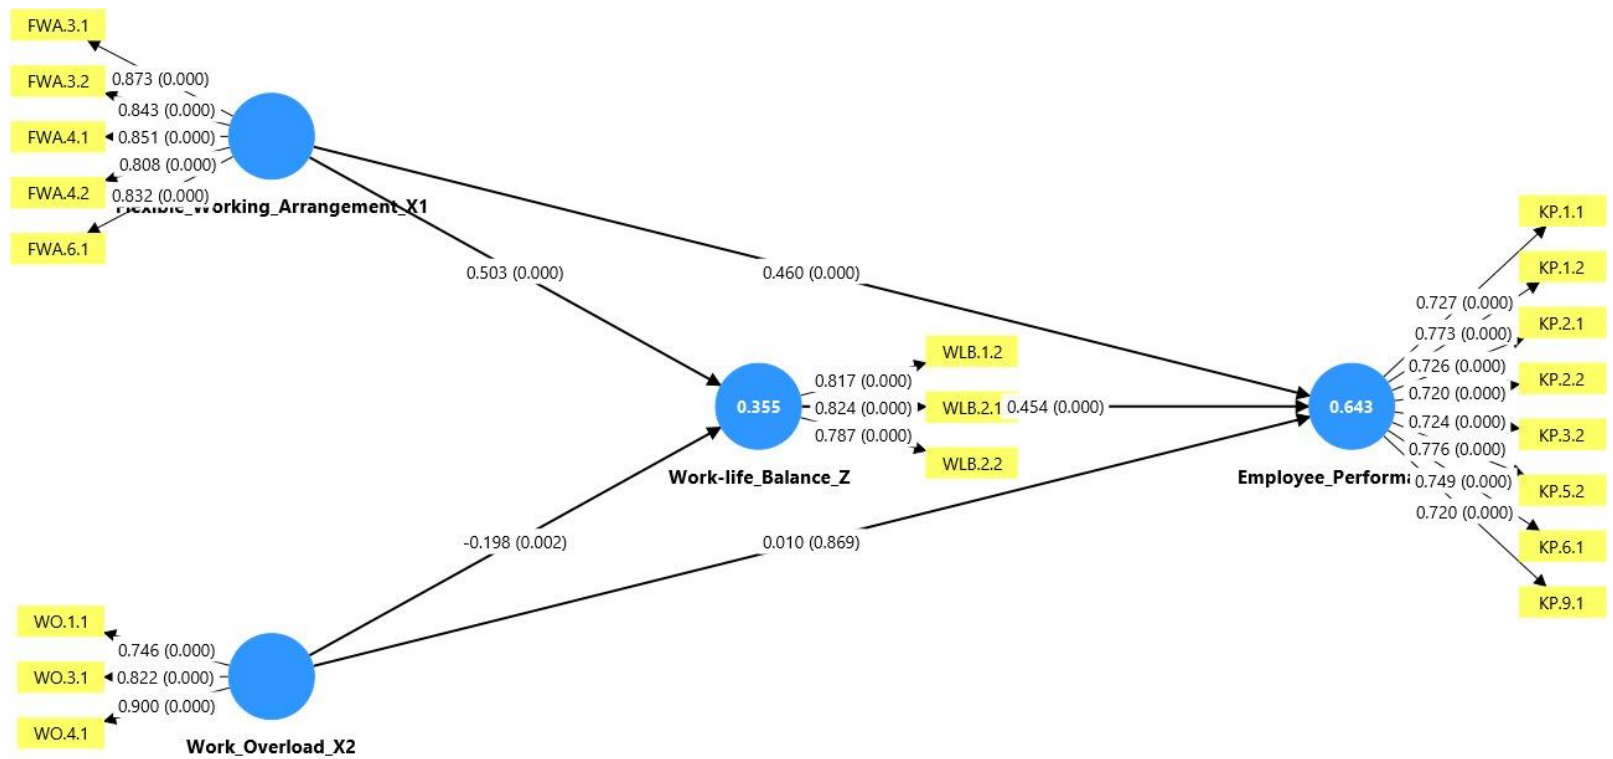 FWA.3.1
FWA.3.2
FWA.4.1
FWA.4.2
FWA.6.1
0.873 (0.000)
0.843 (0.000)
0.851 (0.000)
0.808 (0.000)
0.832 (0.000)
Flexible_Working_Arrangement_X1
0.503 (0.000)
0.460 (0.000)
0.355
Work-life_Balance_Z
0.817 (0.000)
0.824 (0.000)
0.787 (0.000)
WLB.1.2
WLB.2.1
WLB.2.2
0.454 (0.000)
-0.198 (0.002)
0.010 (0.869)
WO.1.1
WO.3.1
WO.4.1
0.746 (0.000)
0.822 (0.000)
0.900 (0.000)
Work_Overload_X2
0.643
Employee_Performa
0.727 (0.000)
0.773 (0.000)
0.726 (0.000)
0.720 (0.000)
0.724 (0.000)
0.776 (0.000)
0.749 (0.000)
0.720 (0.000)
KP.1.1
KP.1.2
KP.2.1
KP.2.2
KP.3.2
KP.5.2
KP.6.1
KP.9.1